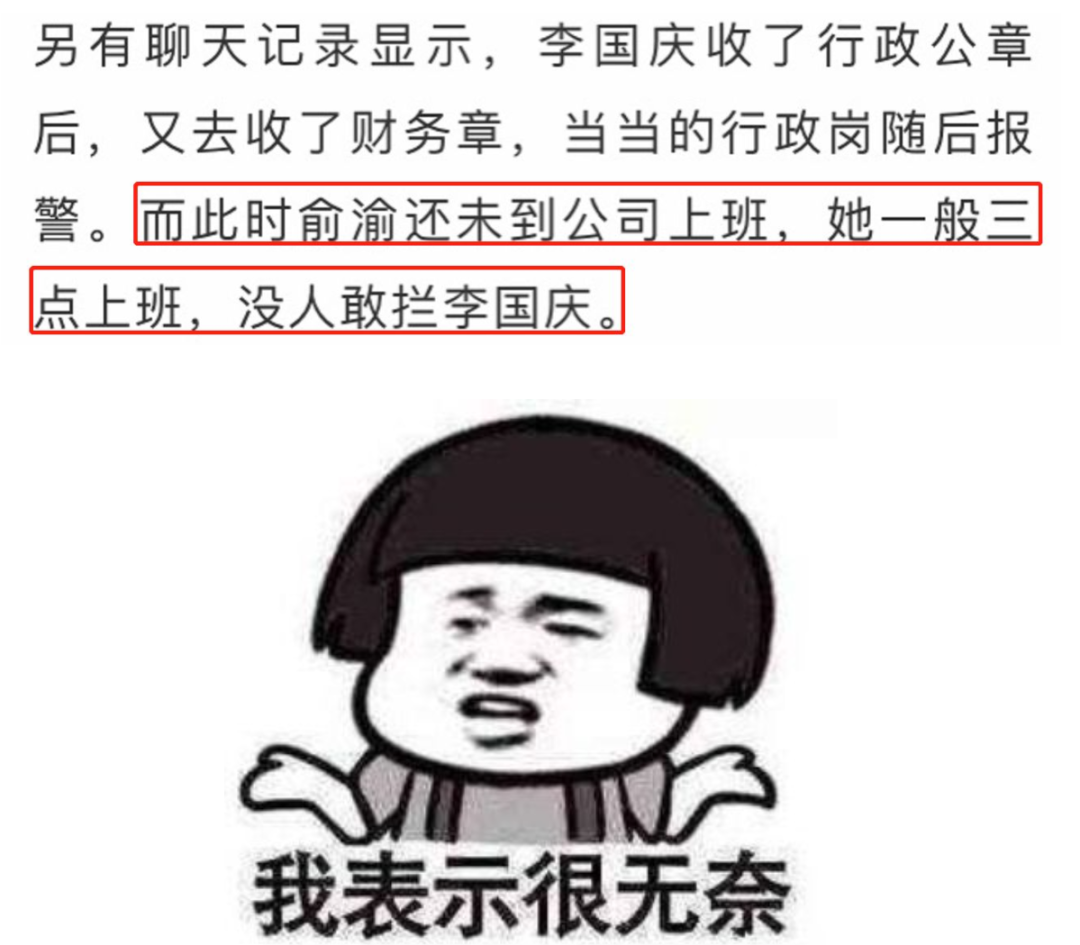 另有聊天记录显示，李国庆收了行政公章
后，又去收了财务章，当当的行政岗随后报
警。而此时俞渝还未到公司上班，她一般三
点上班，没人敢拦李国庆。
我表示很无奈